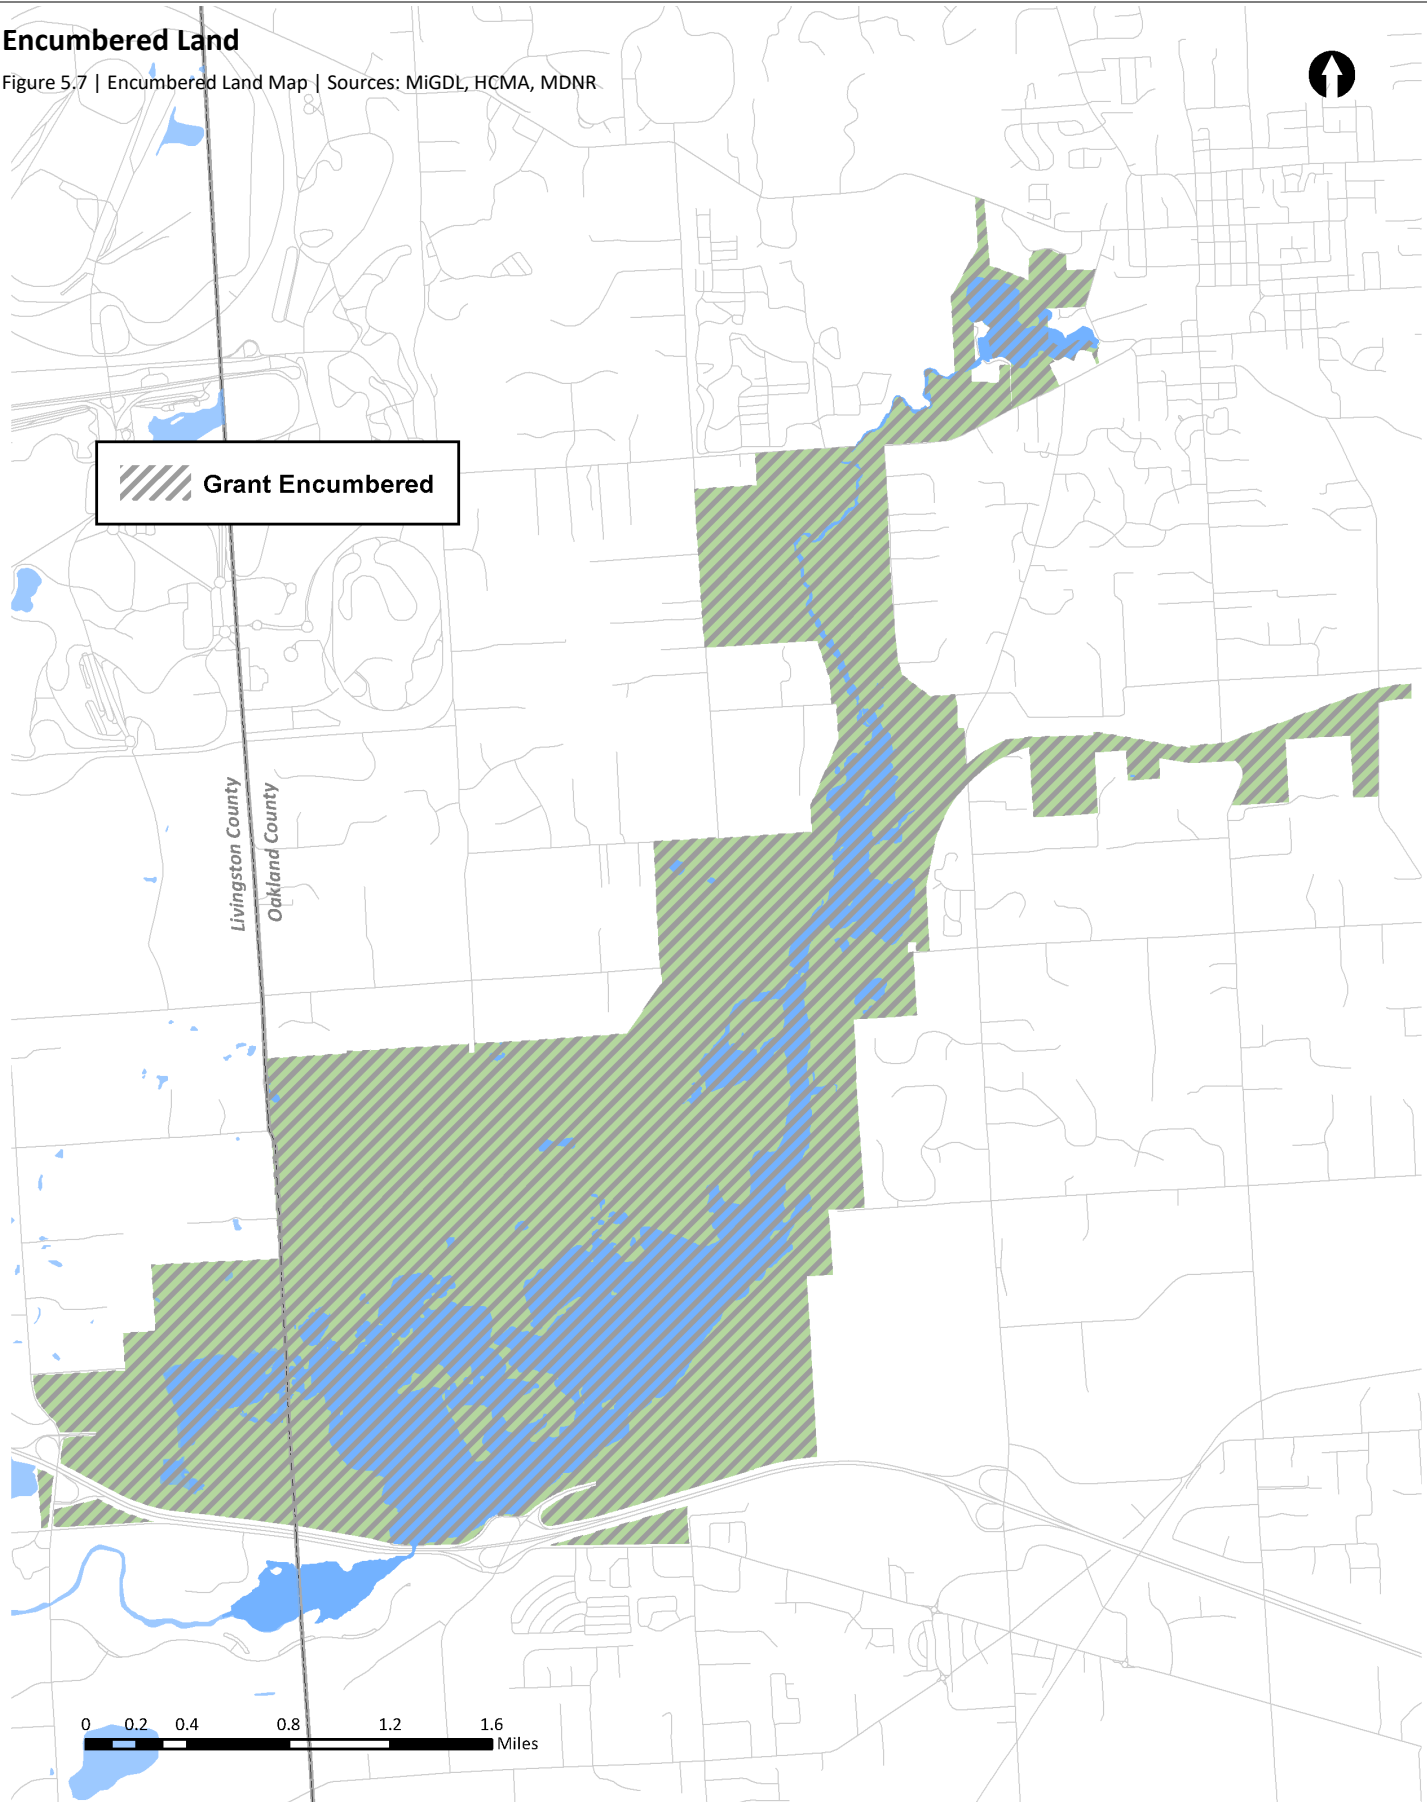 Encumbered Land
Figure 5.7 | Encumbered Land Map | Sources: MiGDL, HCMA, MDNR
Grant Encumbered
Livingston County
Oakland County
0 0.2 0.4 0.8 1.2 1.6
Miles